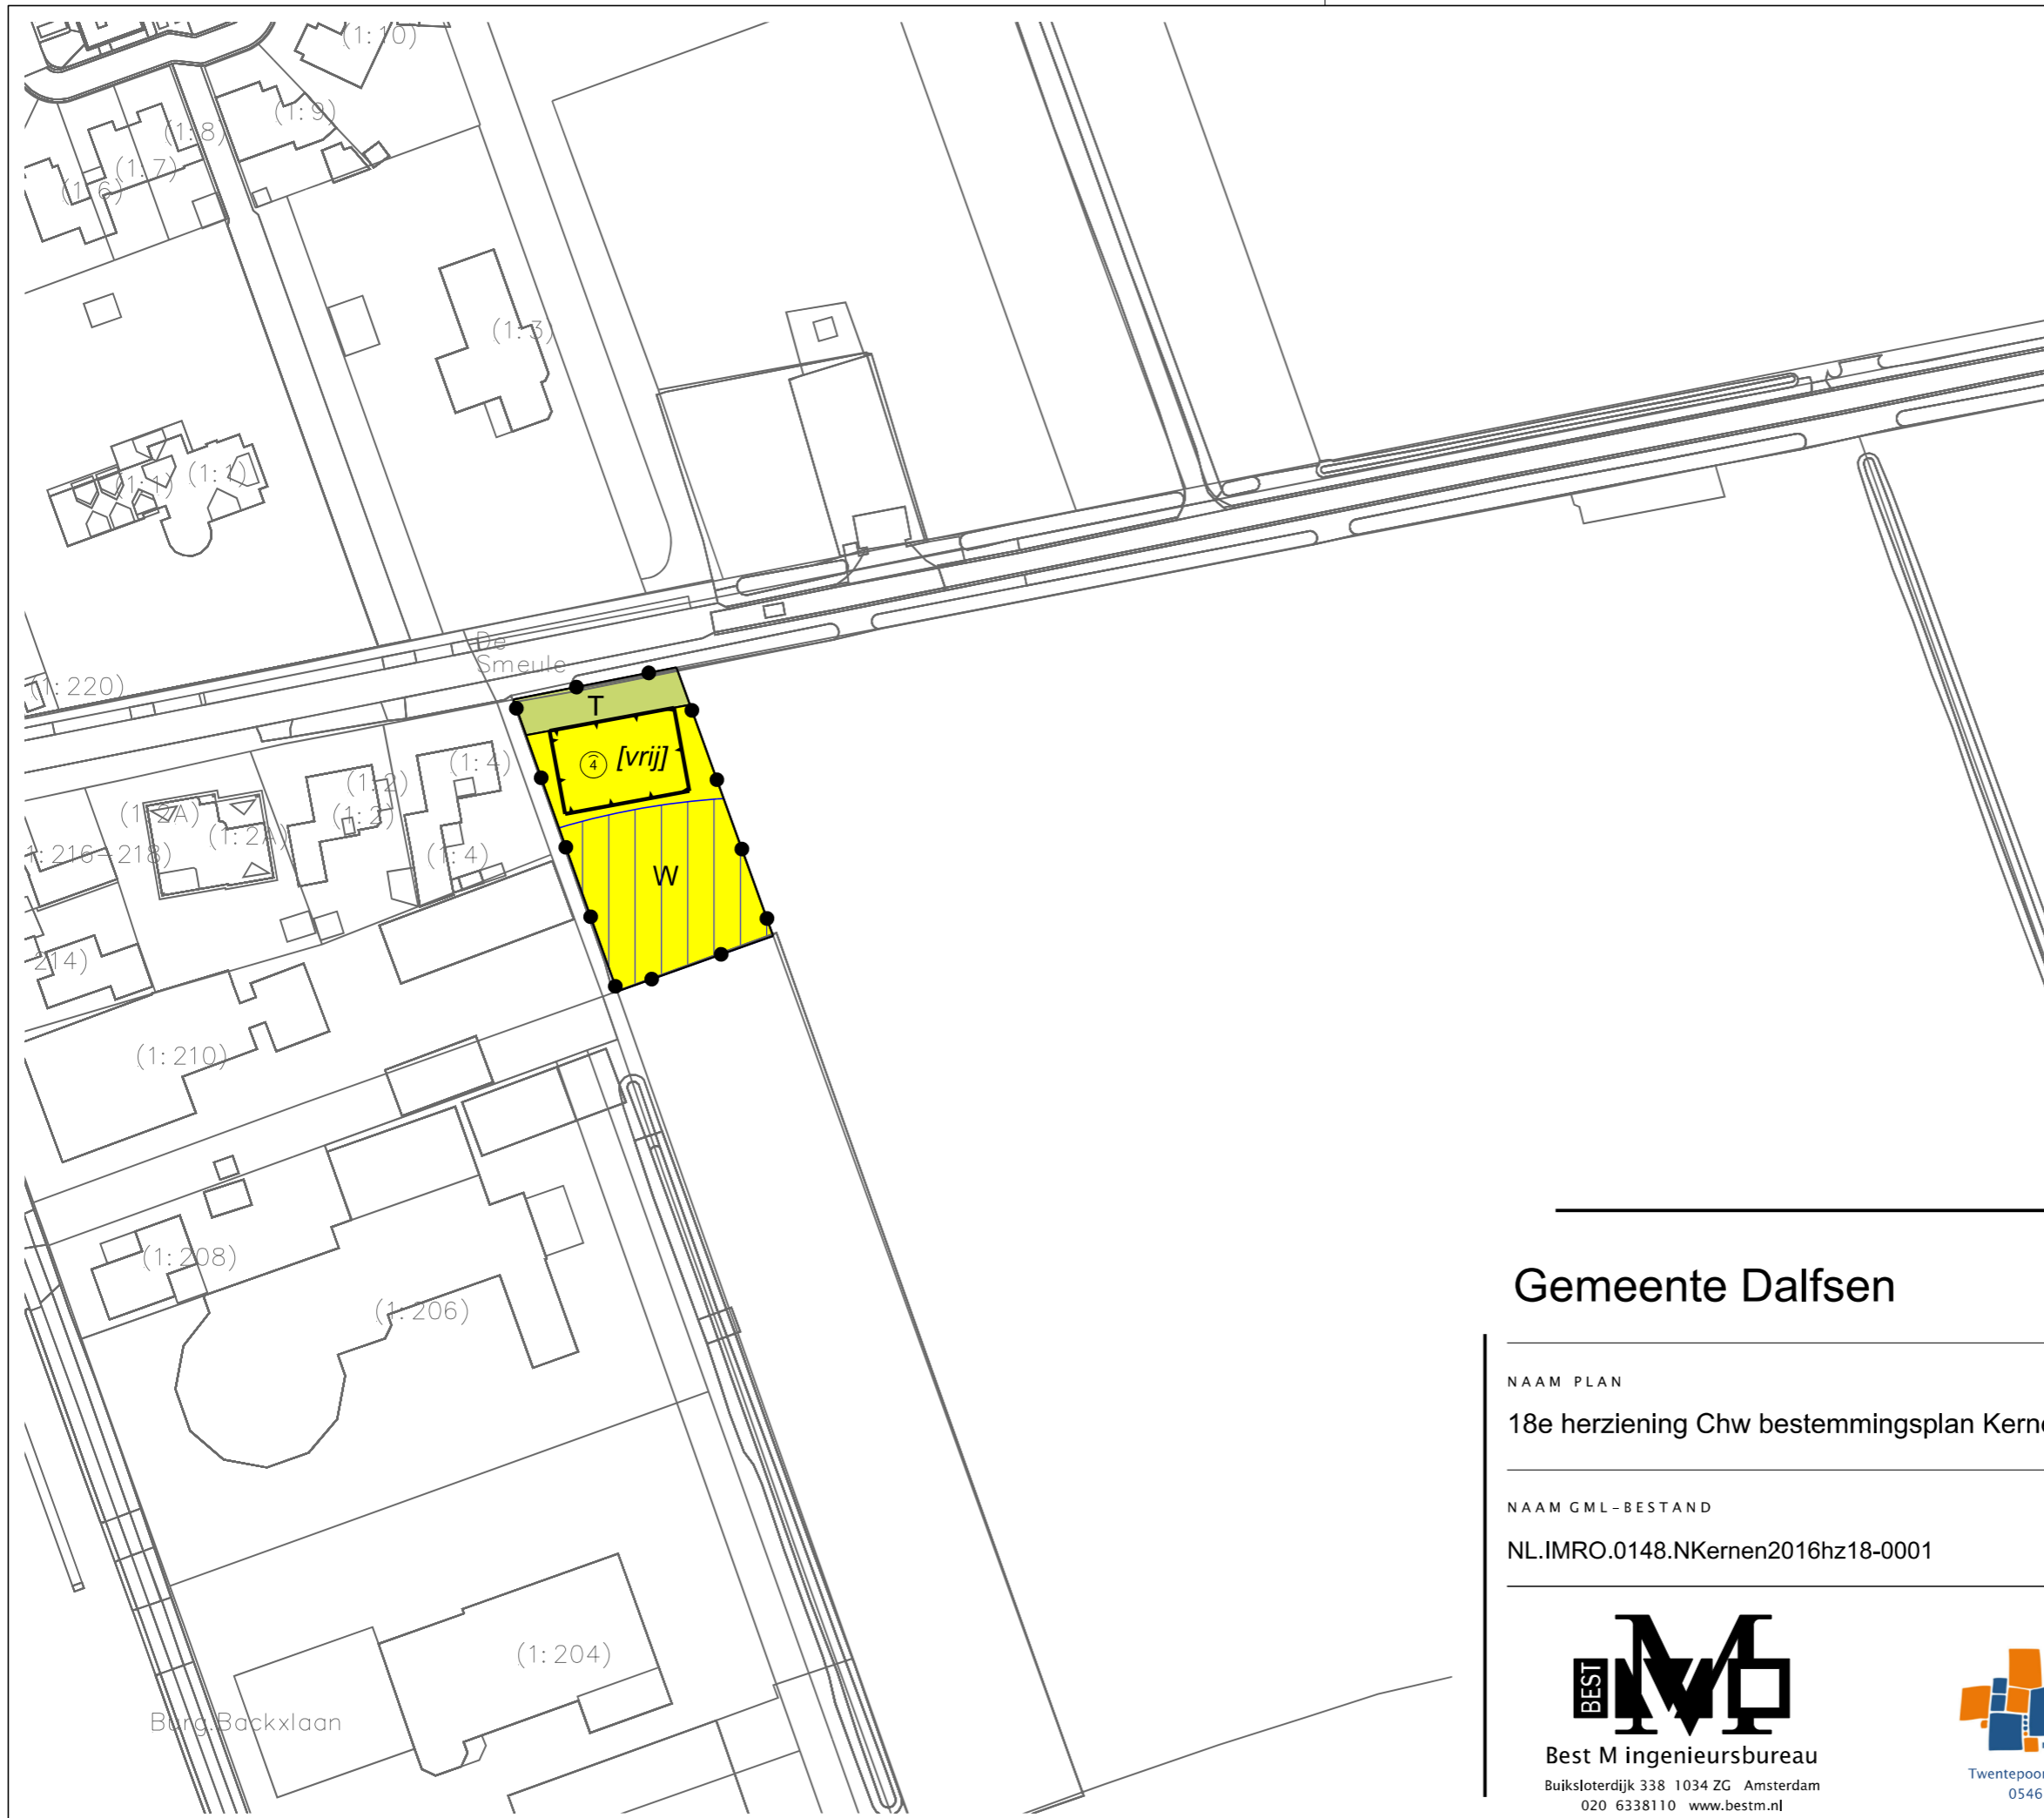 (1:10)
(1:9)
(1:8)
(1:7)
(1:6)
(1:3)
(1:1)
(1:1)
De
Smeule
(1:220)
T
4 [vrij]
(1:4)
(1:2)
(1:2A)
(1:2)
(1:2A)
1:216-218)
(1:4)
W
214)
(1:210)
(1:208)
(1:206)
(1:204)
Burg.Backxlaan
Gemeente Dalfsen
NAAM PLAN
18e herziening Chw bestemmingsplan Kerne
NAAM GML-BESTAND
NL.IMRO.0148.NKernen2016hz18-0001
BEST
M
Best M ingenieursbureau
Buiksloterdijk 338 1034 ZG Amsterdam
020 6338110 www.bestm.nl
Twentepoor
0546